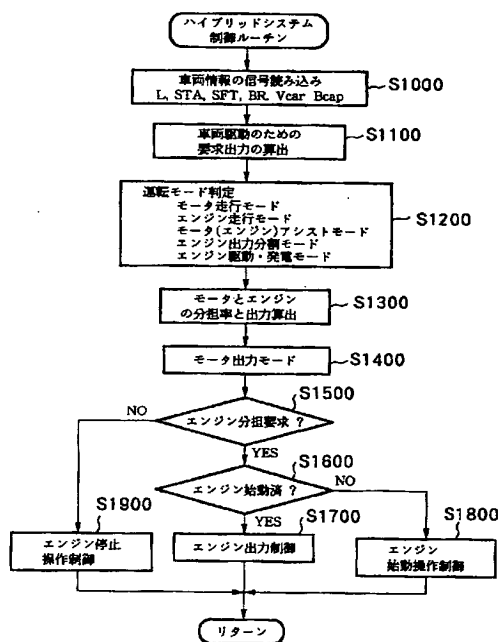 ハイブリッドシステム
制御ルーチン
車両情報の信号読み込み
L, STA, SFT, BR, Vcar Bcap
S1000
車両駆動のための
要求出力の算出
S1100
運転モード判定
モータ走行モード
エンジン走行モード
モータ(エンジン)アシストモード
エンジン出力分割モード
エンジン駆動・発電モード
S1200
モータとエンジン
の分担率と出力算出
S1300
モータ出力モード
S1400
S1500
NO
エンジン分担要求 ?
YES
S1600
エンジン始動済 ?
NO
S1900
YES
S1700
S1800
エンジン停止
操作制御
エンジン出力制御
エンジン
始動操作制御
リターン